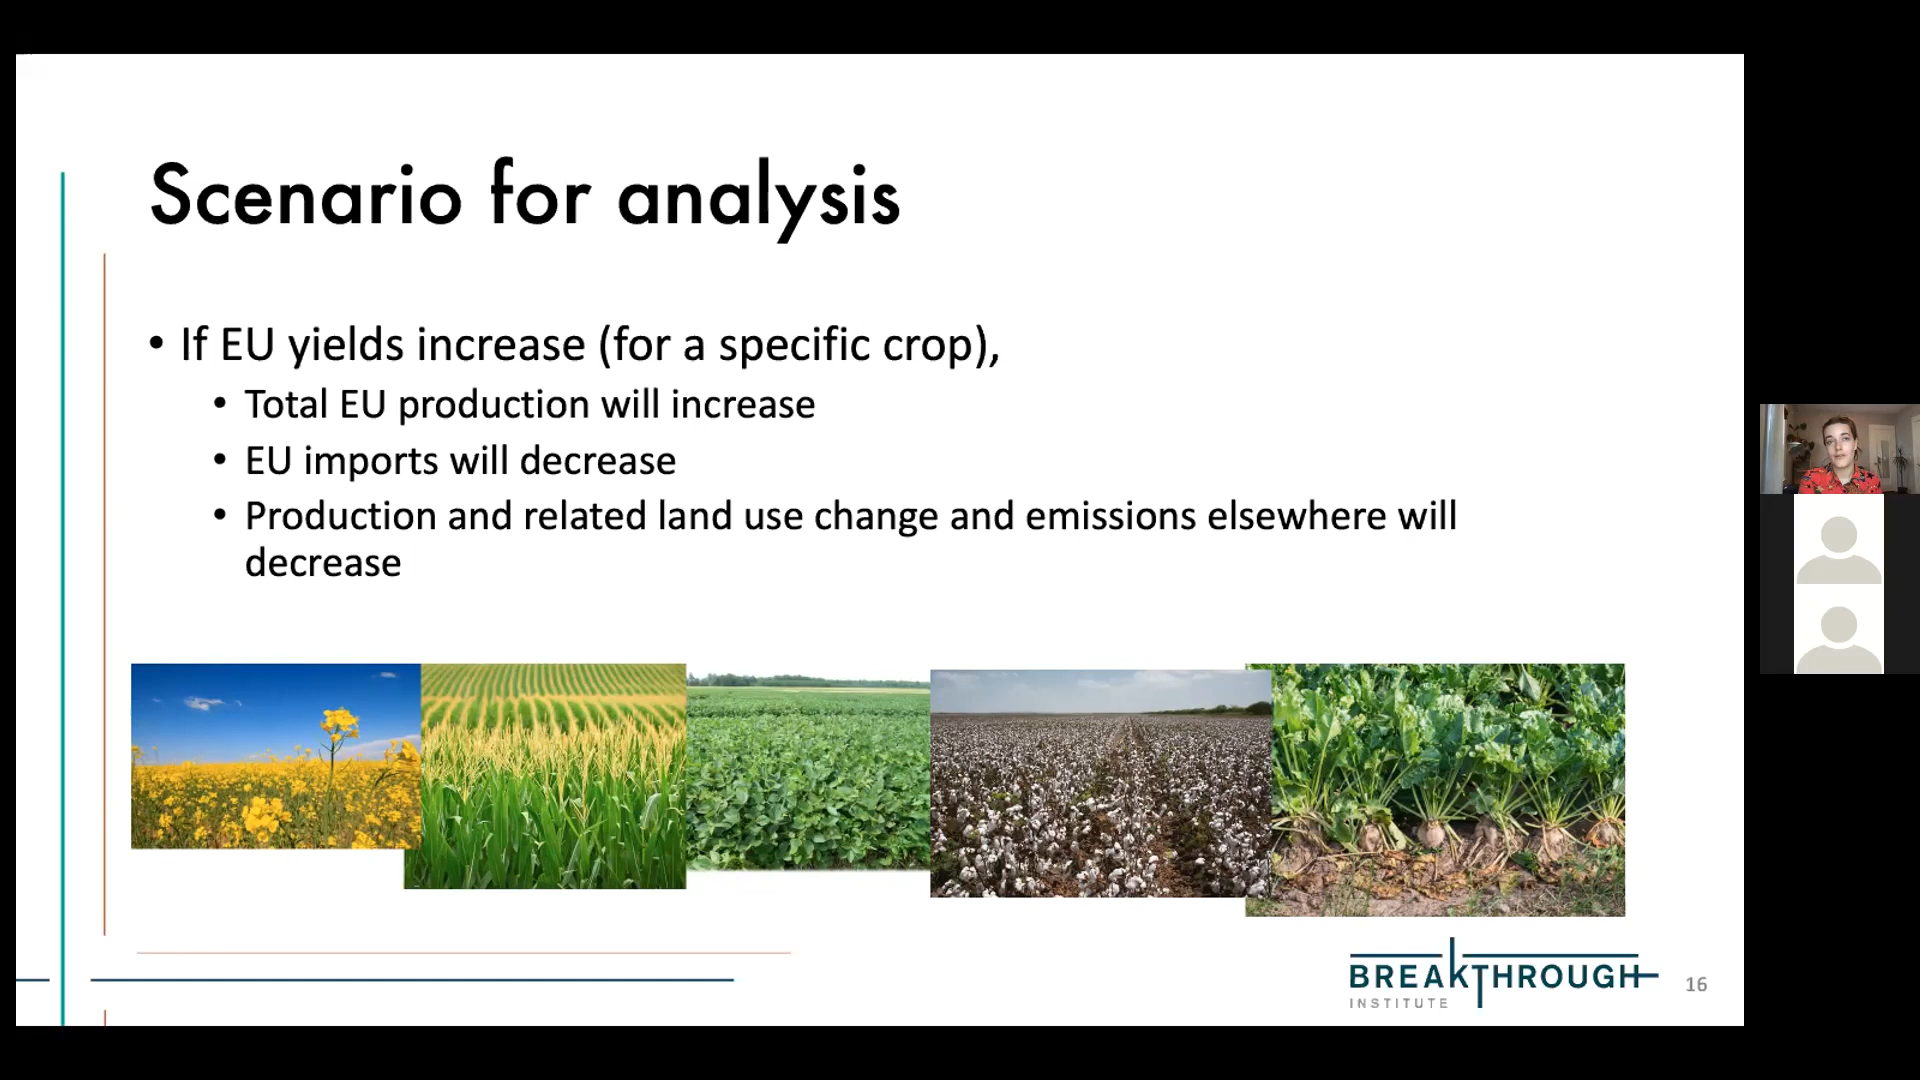 Scenario for analysis
• If EU yields increase (for a specific crop),
• Total EU production will increase
• EU imports will decrease
• Production and related land use change and emissions elsewhere will
decrease
BREAKTHROUGH
INSTITUTE
16